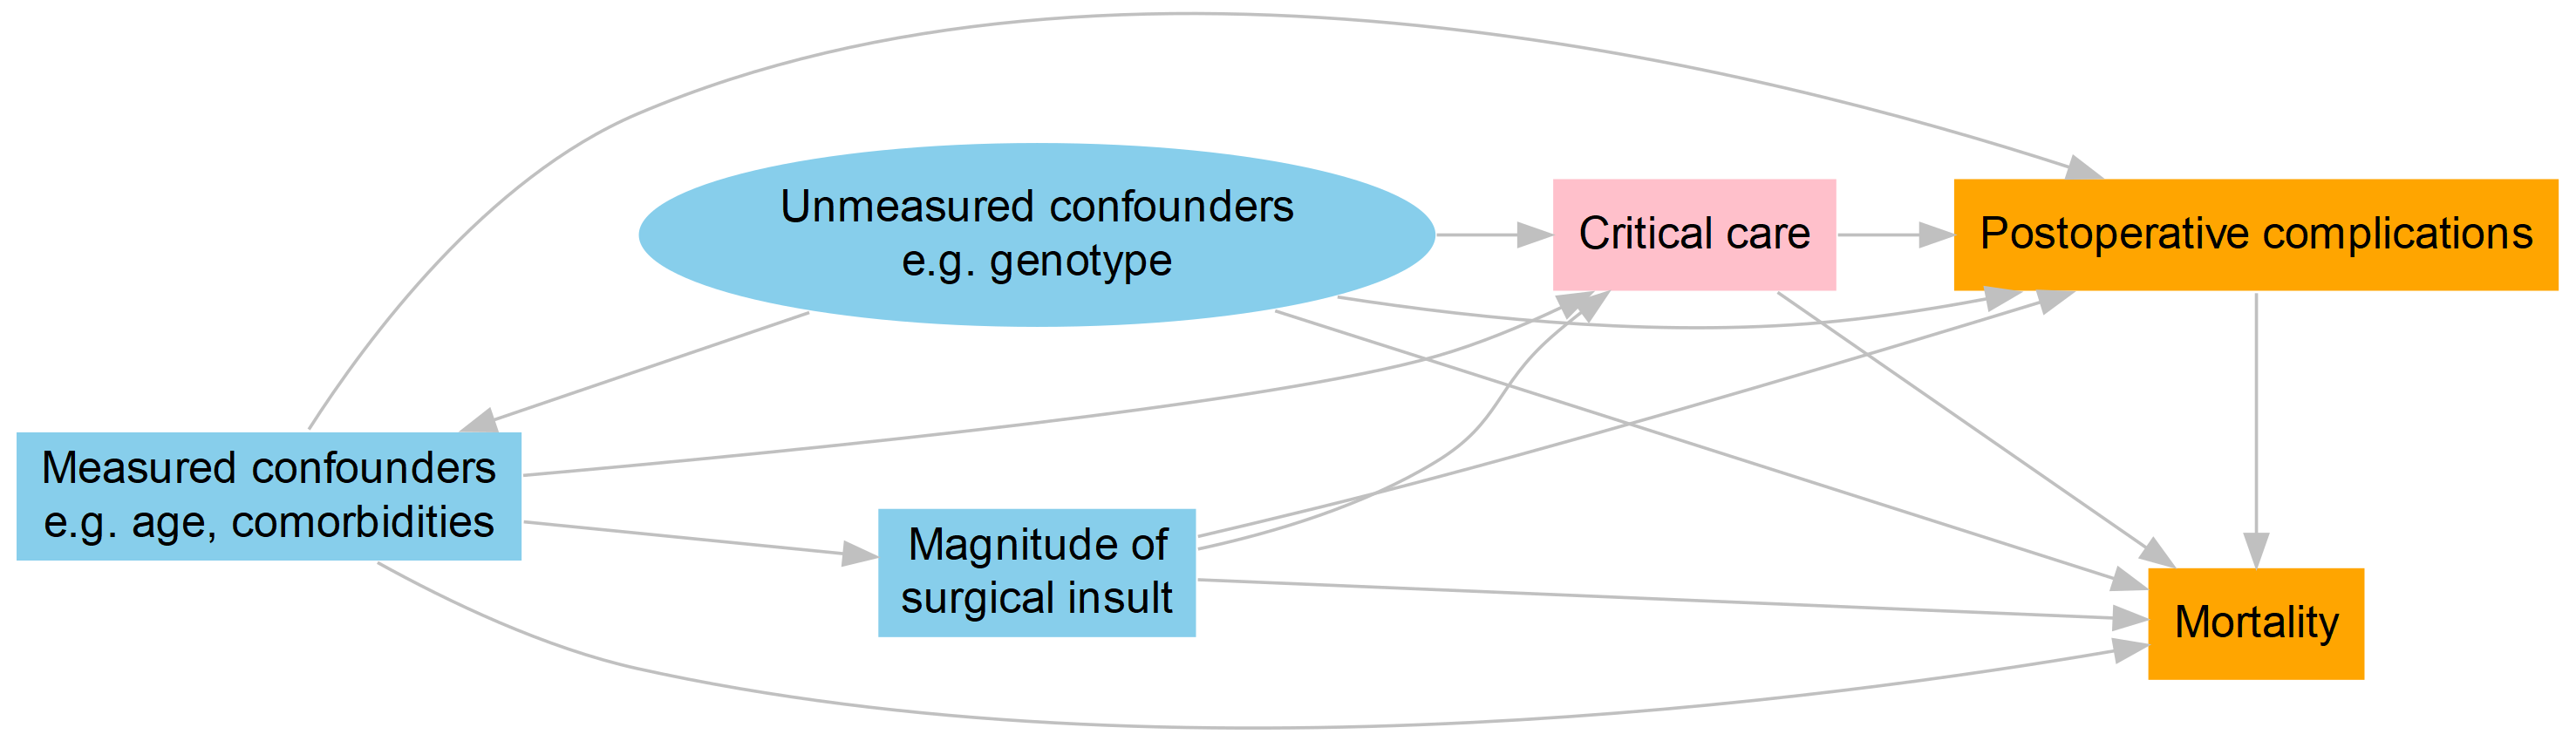 Unmeasured confounders
e.g. genotype
Critical care
Postoperative complications
Measured confounders
e.g. age, comorbidities
Magnitude of
surgical insult
Mortality